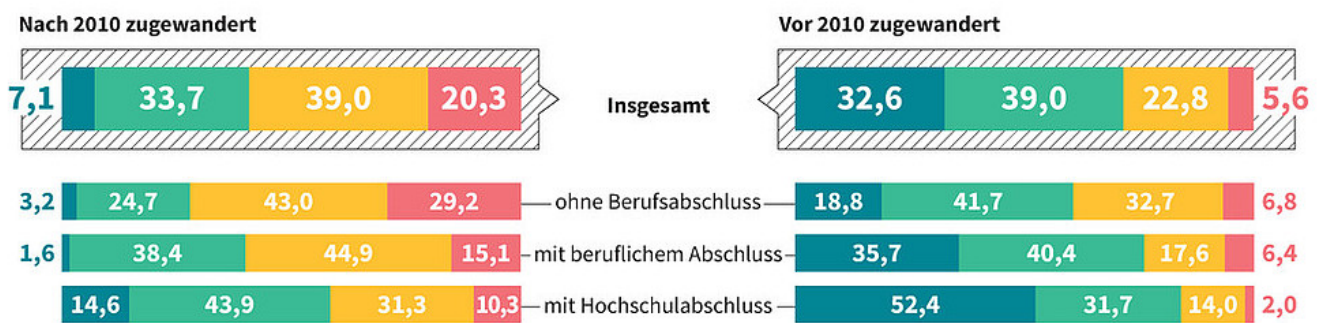 Nach 2010 zugewandert Vor 2010 zugewandert
7,1 33,7 39,0 20,3 Insgesamt 32,6 39,0 22,8 5,6
3,2 24,7 43,0 29,2 ohne Berufsabschluss 18,8 41,7 32,7 6,8
1,6 38,4 44,9 15,1 mit beruflichem Abschluss 35,7 40,4 17,6 6,4
14,6 43,9 31,3 10,3 mit Hochschulabschluss 52,4 31,7 14,0 2,0